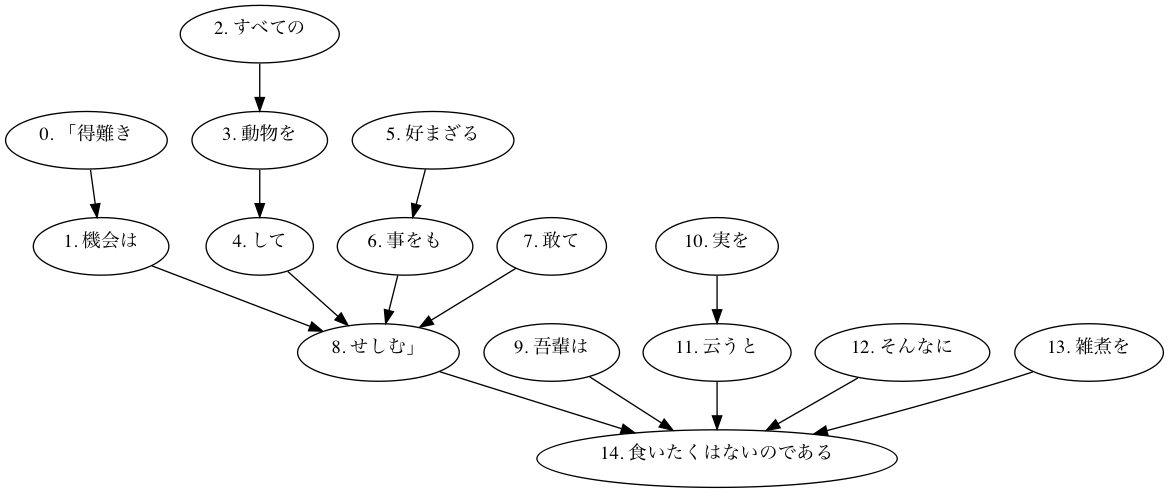 2. すべての
0. 「得難き
3. 動物を
5. 好まざる
1. 機会は
4. して
6. 事をも
7. 敢て
10. 実を
8. せしむ」
9. 吾輩は
11. 云うと
12. そんなに
13. 雑煮を
14. 食いたくはないのである